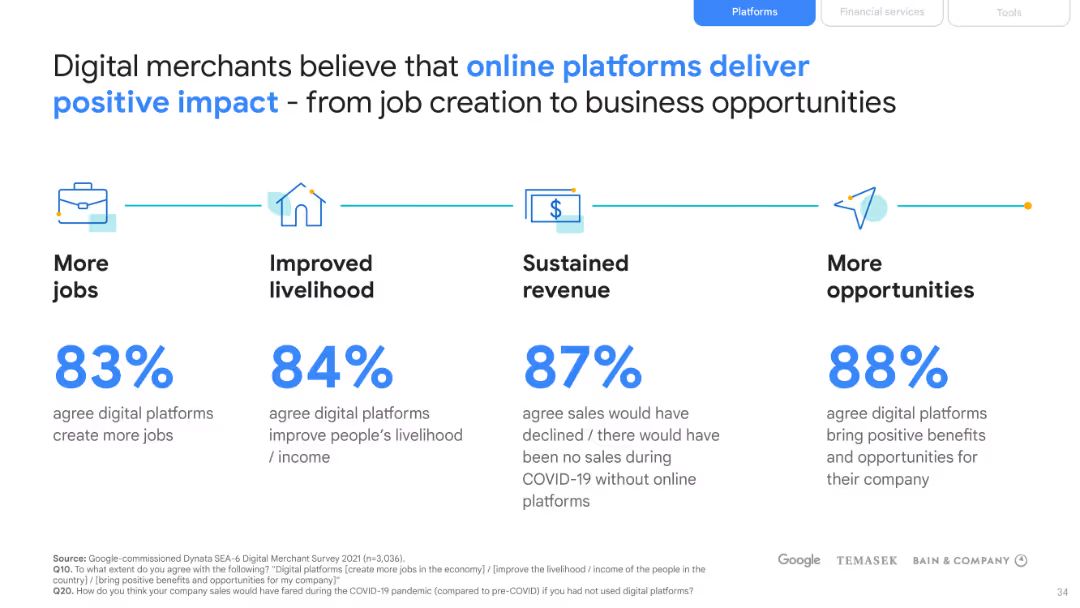 Platforms
Financial services
Tools
Digital merchants believe that online platforms deliver
positive impact - from job creation to business opportunities
$
More
jobs
83%
agree digital platforms
create more jobs
Improved
livelihood
84%
agree digital platforms
improve people's livelihood
/ income
Sustained
revenue
87%
agree sales would have
declined / there would have
been no sales during
COVID-19 without online
platforms
More
opportunities
88%
agree digital platforms
bring positive benefits
and opportunities for
their company
Source: Google-commissioned Dynata SEA-6 Digital Merchant Survey 2021 (n=3,036).
Q10. To what extent do you agree with the following? "Digital platforms [create more jobs in the economy] / [improve the livelihood / income of the people in the
country] / [bring positive benefits and opportunities for my company]"
Q20. How do you think your company sales would have fared during the COVID-19 pandemic (compared to pre-COVID) if you had not used digital platforms?
Google TEMASEK BAIN & COMPANY
34